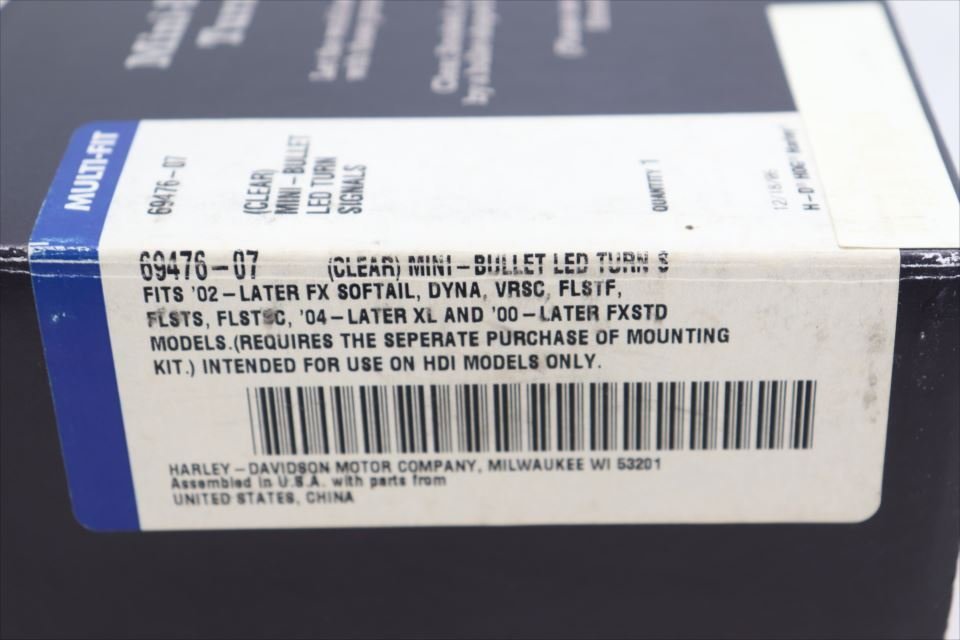 MULTI-FIT
69476-07
(CLEAR)
MINI-BULLET
LED TURN
SIGNALS
QUANTITY 1
12/18/06
69476-07 (CLEAR) MINI-BULLET LED TURN S
FITS '02-LATER FX SOFTAIL, DYNA, VRSC, FLSTF,
FLSTS, FLSTSC, '04-LATER XL AND '00-LATER FXSTD
MODELS.(REQUIRES THE SEPERATE PURCHASE OF MOUNTING
KIT.) INTENDED FOR USE ON HDI MODELS ONLY.
HARLEY-DAVIDSON MOTOR COMPANY, MILWAUKEE WI 53201
Assembled in U.S.A. with parts from
UNITED STATES, CHINA